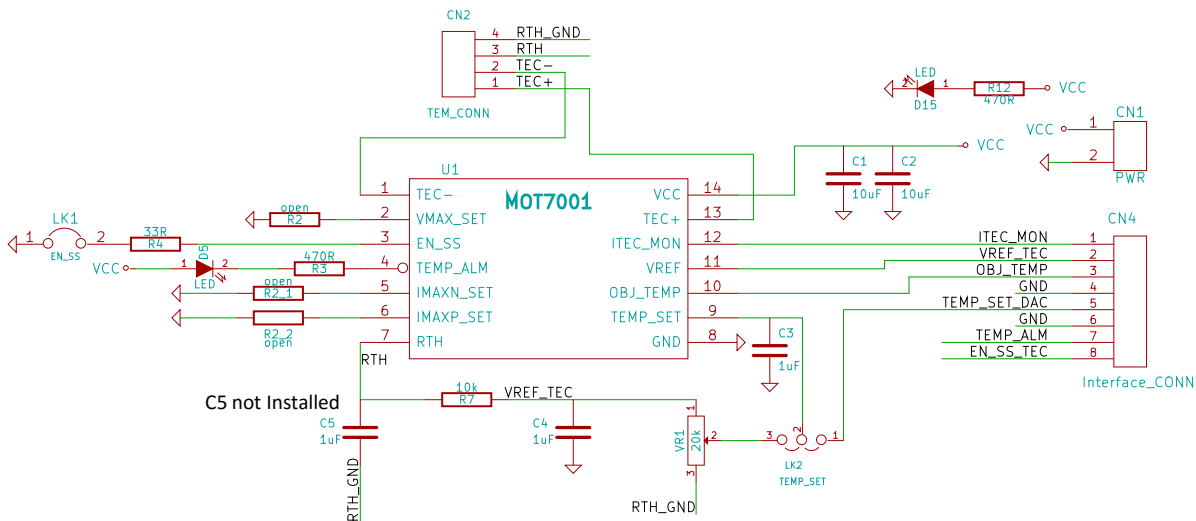 CN2
4 RTH_GND
3 RTH
2 TEC-
1 TEC+
TEM_CONN
LED
2 1
D15
R12
470R
VCC
CN1
VCC 1
2
PWR
U1
MOT7001
1 TEC-
2 VMAX_SET
3 EN_SS
4 TEMP_ALM
5 IMAXN_SET
6 IMAXP_SET
7 RTH
VCC 14
TEC+ 13
ITEC_MON 12
VREF 11
OBJ_TEMP 10
TEMP_SET 9
GND 8
VCC
C1
10uF
C2
10uF
open
R2
LK1
1 2
EN_SS
33R
R4
VCC
1 D5 2
LED
470R
R3
open
R2_1
R2_2
open
RTH
CN4
ITEC_MON 1
VREF_TEC 2
OBJ_TEMP 3
GND 4
TEMP_SET_DAC 5
GND 6
TEMP_ALM 7
EN_SS_TEC 8
Interface_CONN
C3
1uF
C5 not Installed
10k
R7
VREF_TEC
C5
1uF
RTH_GND
C4
1uF
1
VR1
20k
2
3
RTH_GND
3 2 1
LK2
TEMP_SET